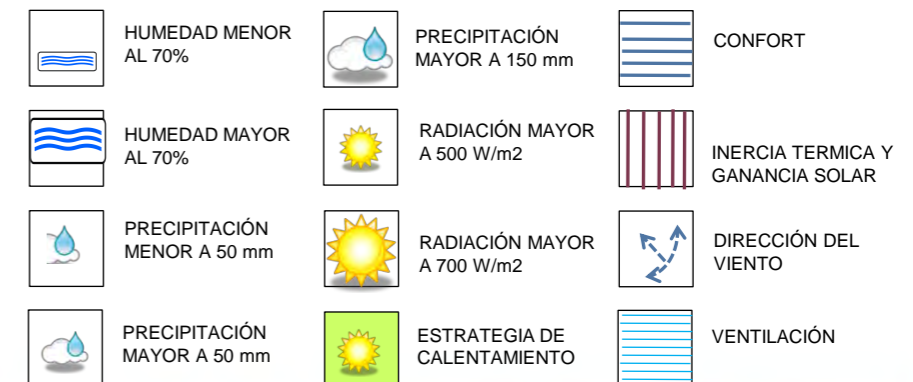 HUMEDAD MENOR
AL 70%
HUMEDAD MAYOR
AL 70%
PRECIPITACIÓN
MENOR A 50 mm
PRECIPITACIÓN
MAYOR A 50 mm
PRECIPITACIÓN
MAYOR A 150 mm
RADIACIÓN MAYOR
A 500 W/m2
RADIACIÓN MAYOR
A 700 W/m2
ESTRATEGIA DE
CALENTAMIENTO
CONFORT
INERCIA TERMICA Y
GANANCIA SOLAR
DIRECCIÓN DEL
VIENTO
VENTILACIÓN